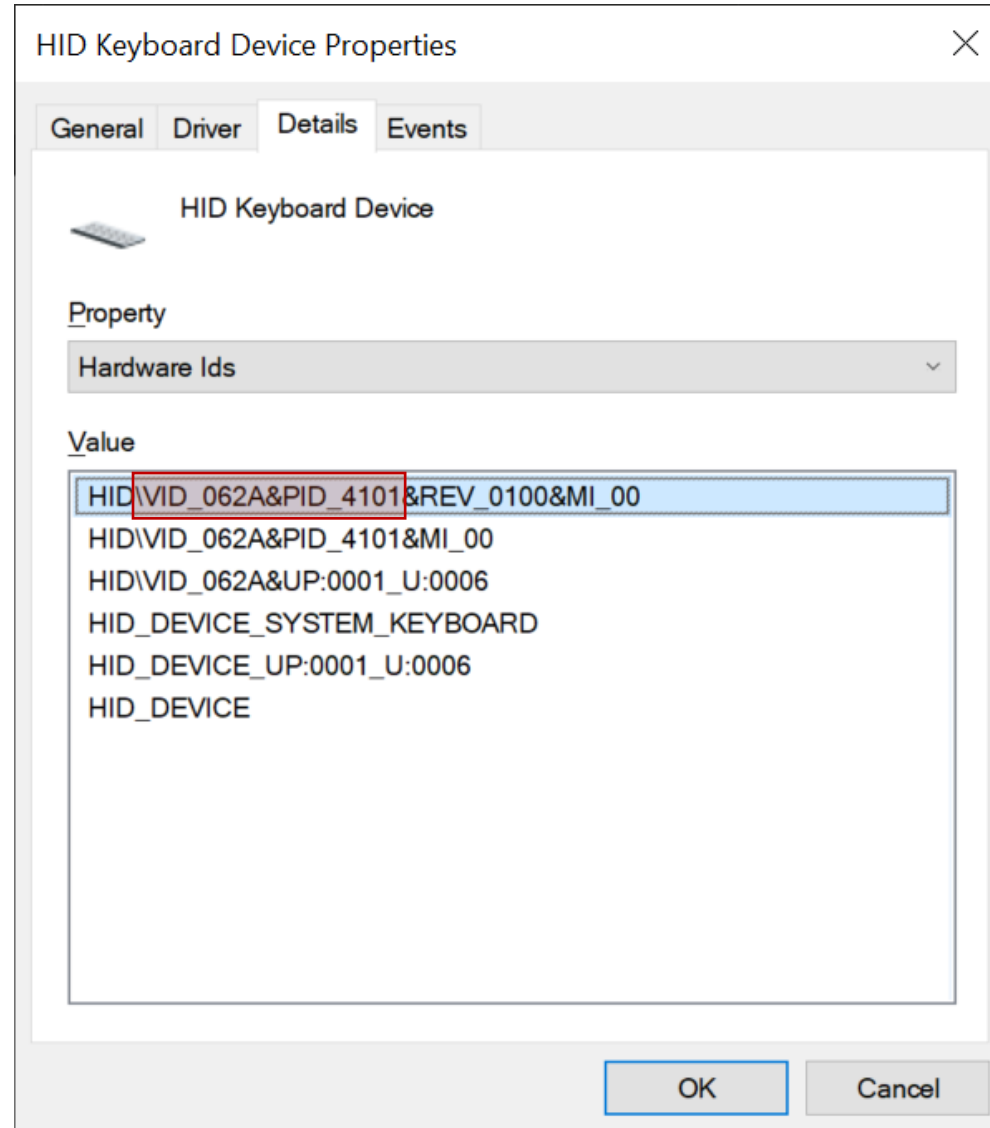 HID Keyboard Device Properties
General Driver Details Events
HID Keyboard Device
Property
Hardware Ids
Value
HID\VID_062A&PID_4101&REV_0100&MI_00
HID\VID_062A&PID_4101&MI_00
HID\VID_062A&UP:0001_U:0006
HID_DEVICE_SYSTEM_KEYBOARD
HID_DEVICE_UP:0001_U:0006
HID_DEVICE
OK Cancel